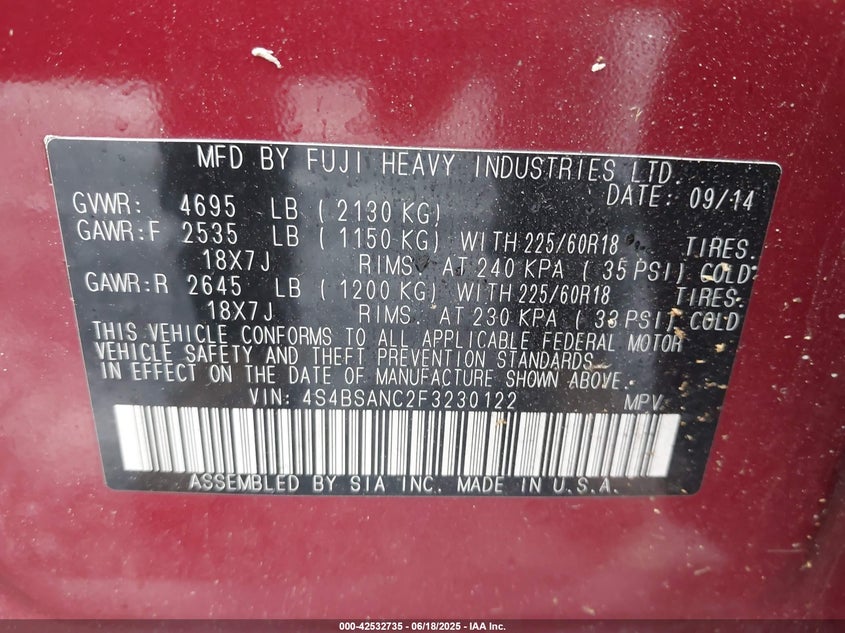 MFD BY FUJI HEAVY INDUSTRIES LTD.
DATE: 09/14
GVWR: 4695 LB ( 2130 KG)
GAWR:F 2535 LB ( 1150 KG) WITH 225/60R18 TIRES.
18X7J RIMS. AT 240 KPA ( 35 PSI) COLD
GAWR:R 2645 LB ( 1200 KG) WITH 225/60R18 TIRES.
18X7J RIMS. AT 230 KPA ( 33 PSI) COLD
THIS VEHICLE CONFORMS TO ALL APPLICABLE FEDERAL MOTOR
VEHICLE SAFETY AND THEFT PREVENTION STANDARDS
IN EFFECT ON THE DATE OF MANUFACTURE SHOWN ABOVE.
VIN: 4S4BSANC2F3230122 MPV
ASSEMBLED BY SIA INC. MADE IN U.S.A.
000-42532735 - 06/18/2025 - IAA Inc.